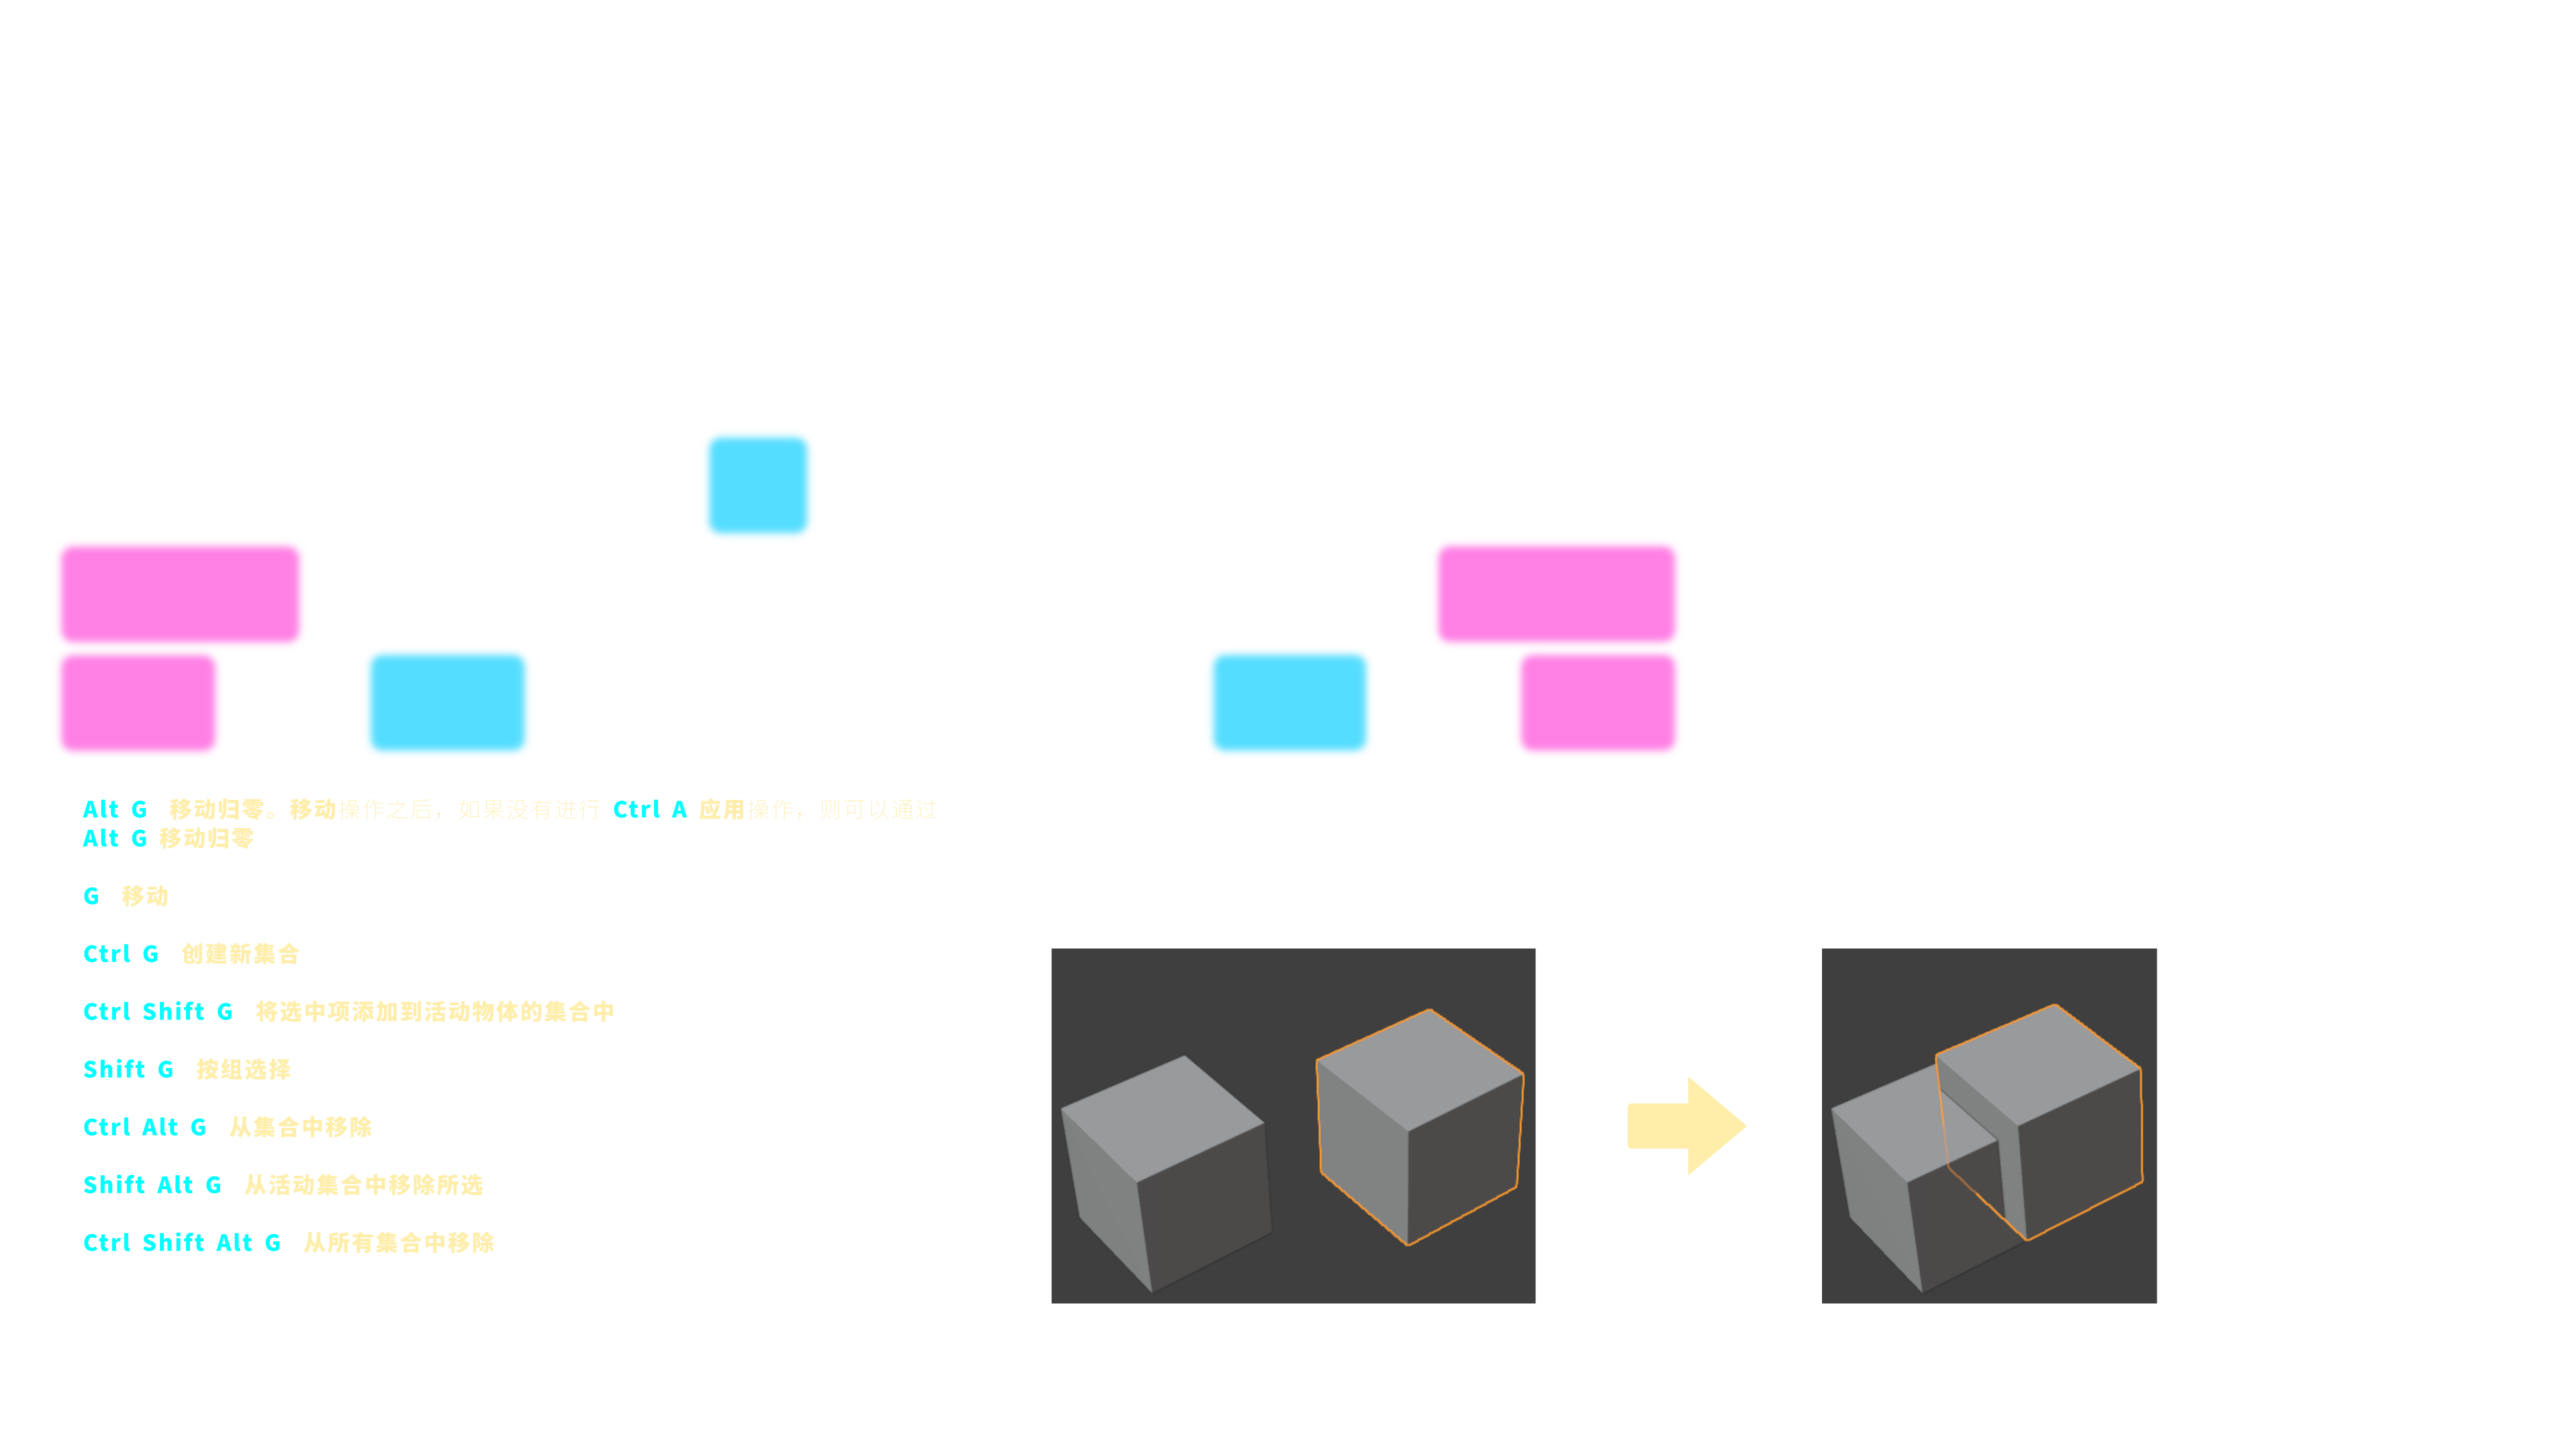 Alt G 移动归零。移动操作之后，如果没有进行 Ctrl A 应用操作，则可以通过
Alt G 移动归零
G 移动
Ctrl G 创建新集合
Ctrl Shift G 将选中项添加到活动物体的集合中
Shift G 按组选择
Ctrl Alt G 从集合中移除
Shift Alt G 从活动集合中移除所选
Ctrl Shift Alt G 从所有集合中移除